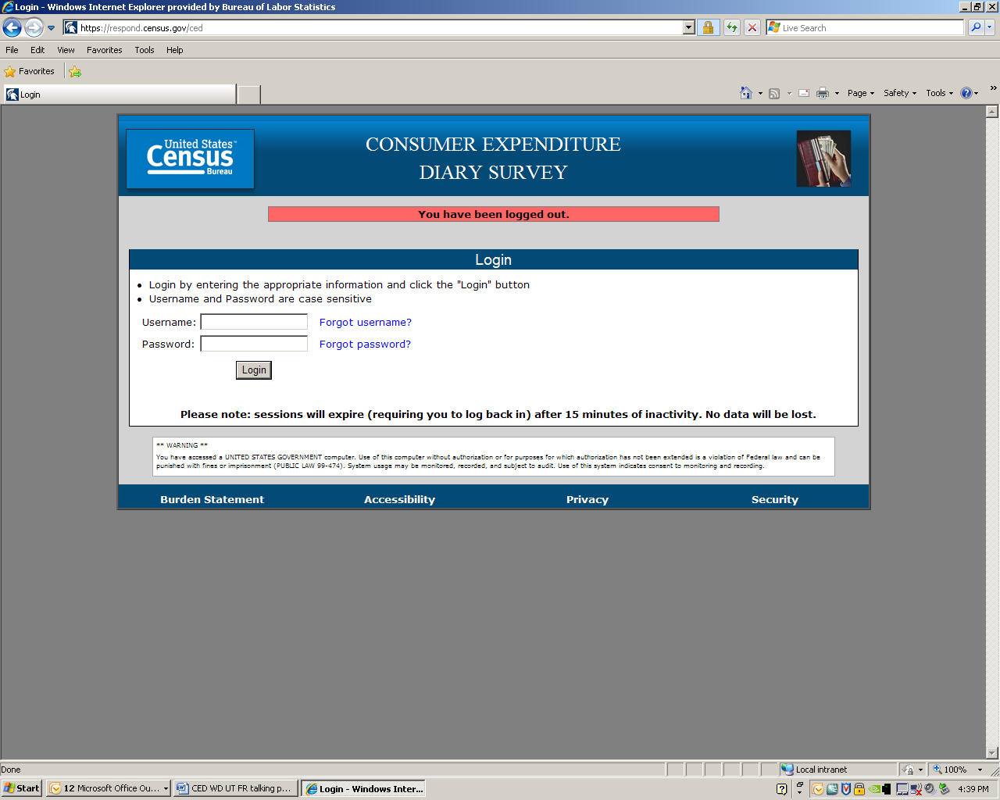 Login - Windows Internet Explorer provided by Bureau of Labor Statistics
https://respond.census.gov/ced
Live Search
File Edit View Favorites Tools Help
Favorites
Login
Page Safety Tools
United States™
Census
Bureau
CONSUMER EXPENDITURE
DIARY SURVEY
You have been logged out.
Login
• Login by entering the appropriate information and click the "Login" button
• Username and Password are case sensitive
Username: Forgot username?
Password: Forgot password?
Login
Please note: sessions will expire (requiring you to log back in) after 15 minutes of inactivity. No data will be lost.
** WARNING **
You have accessed a UNITED STATES GOVERNMENT computer. Use of this computer without authorization or for purposes for which authorization has not been extended is a violation of Federal law and can be
punished with fines or imprisonment (PUBLIC LAW 99-474). System usage may be monitored, recorded, and subject to audit. Use of this system indicates consent to monitoring and recording.
Burden Statement Accessibility Privacy Security
Done Local intranet 100%
Start 12 Microsoft Office Ou... CED WD UT FR talking p... Login - Windows Inter... 4:39 PM